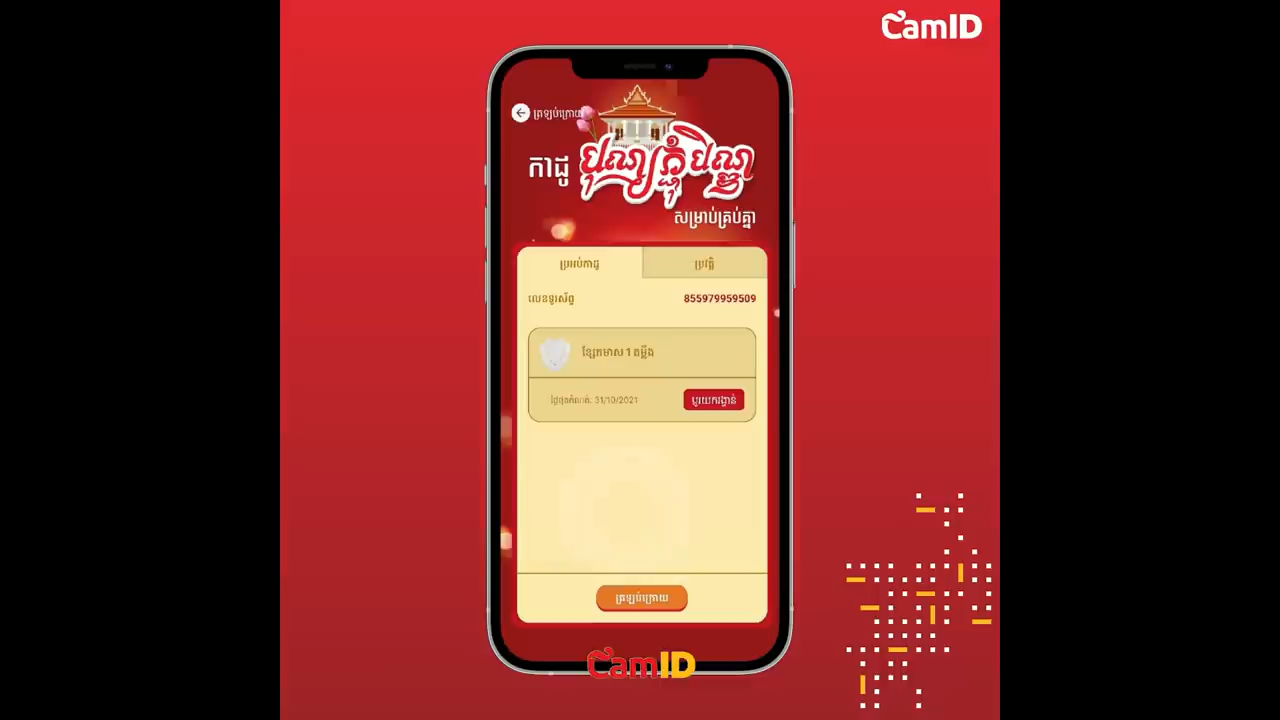 CamID
ត្រឡប់ក្រោយ
កាដូ បុណ្យភ្ជុំបិណ្ឌ
សម្រាប់គ្រប់គ្នា
ប្រអប់កាដូ ប្រវត្តិ
លេខទូរស័ព្ទ 855979959509
ខ្សែកមាស 1 តម្លឹង
ថ្ងៃផុតកំណត់: 31/10/2021 ប្តូរយករង្វាន់
ត្រឡប់ក្រោយ
CamID